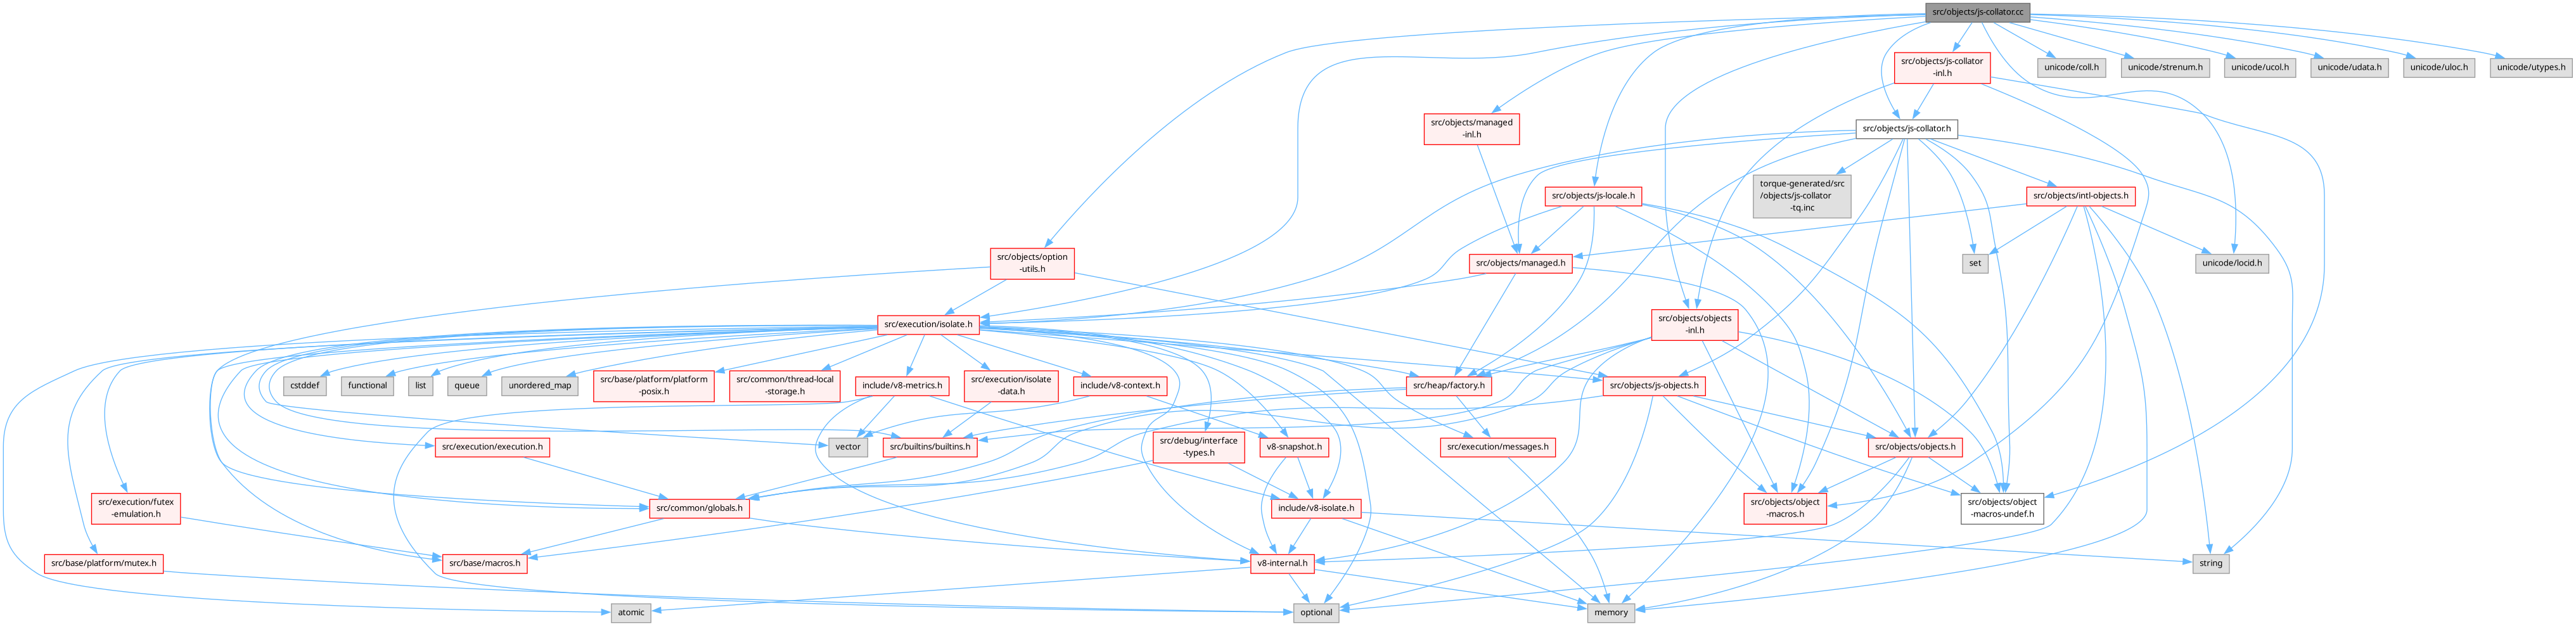 src/objects/js-collator.cc
src/objects/js-collator
-inl.h
unicode/coll.h
unicode/strenum.h
unicode/ucol.h
unicode/udata.h
unicode/uloc.h
unicode/utypes.h
src/objects/managed
-inl.h
src/objects/js-collator.h
torque-generated/src
/objects/js-collator
-tq.inc
src/objects/js-locale.h
src/objects/intl-objects.h
src/objects/option
-utils.h
src/objects/managed.h
set
unicode/locid.h
src/execution/isolate.h
src/objects/objects
-inl.h
cstddef
functional
list
queue
unordered_map
src/base/platform/platform
-posix.h
src/common/thread-local
-storage.h
include/v8-metrics.h
src/execution/isolate
-data.h
include/v8-context.h
src/heap/factory.h
src/objects/js-objects.h
src/execution/execution.h
vector
src/builtins/builtins.h
src/debug/interface
-types.h
v8-snapshot.h
src/execution/messages.h
src/objects/objects.h
src/execution/futex
-emulation.h
src/common/globals.h
include/v8-isolate.h
src/objects/object
-macros.h
src/objects/object
-macros-undef.h
src/base/platform/mutex.h
src/base/macros.h
v8-internal.h
string
atomic
optional
memory